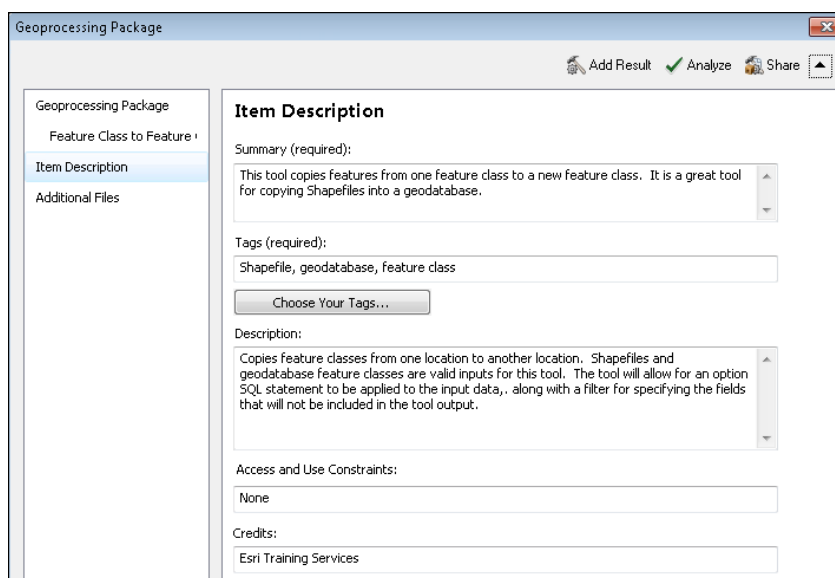 Geoprocessing Package
Add Result Analyze Share
Geoprocessing Package
Feature Class to Feature
Item Description
Additional Files
Item Description
Summary (required):
This tool copies features from one feature class to a new feature class. It is a great tool
for copying Shapefiles into a geodatabase.
Tags (required):
Shapefile, geodatabase, feature class
Choose Your Tags...
Description:
Copies feature classes from one location to another location. Shapefiles and
geodatabase feature classes are valid inputs for this tool. The tool will allow for an option
SQL statement to be applied to the input data,. along with a filter for specifying the fields
that will not be included in the tool output.
Access and Use Constraints:
None
Credits:
Esri Training Services